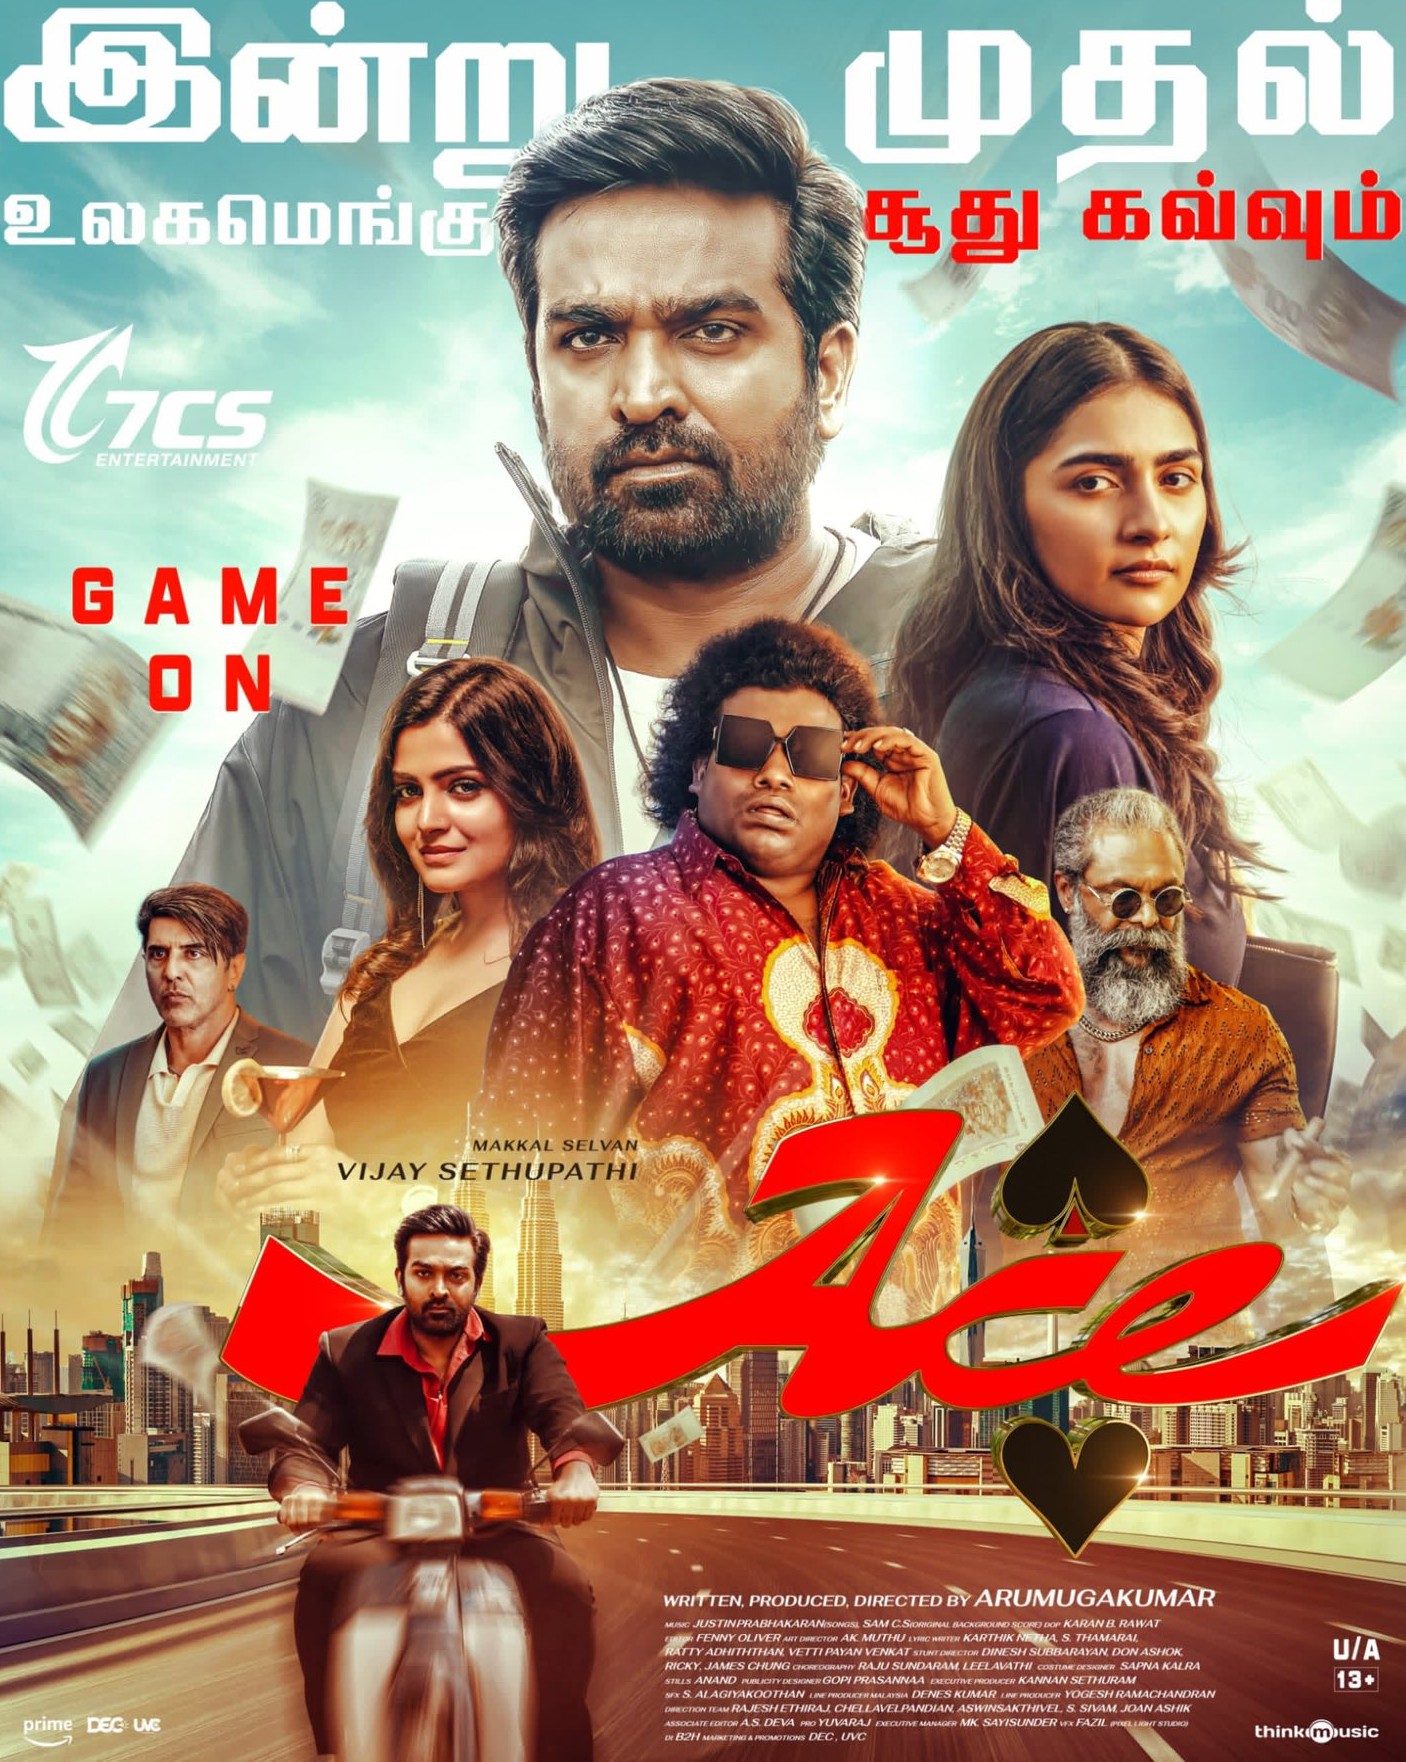 இன்று முதல்
உலகமெங்கு சூது கவ்வும்
7CS
ENTERTAINMENT
GAME
ON
MAKKAL SELVAN
VIJAY SETHUPATHI
Ace
WRITTEN, PRODUCED, DIRECTED BY ARUMUGAKUMAR
MUSIC JUSTIN PRABHAKARAN(SONGS), SAM C.S(ORIGINAL BACKGROUND SCORE) DOP KARAN B. RAWAT
EDITOR FENNY OLIVER ART DIRECTOR AK. MUTHU LYRIC WRITER KARTHIK NETHA, S. THAMARAI,
RATTY ADHITHTHAN, VETTI PAYAN VENKAT STUNT DIRECTOR DINESH SUBBARAYAN, DON ASHOK,
RICKY, JAMES CHUNG CHOREOGRAPHY RAJU SUNDARAM, LEELAVATHI COSTUME DESIGNER SAPNA KALRA
STILLS ANAND PUBLICITY DESIGNER GOPI PRASANNAA EXECUTIVE PRODUCER KANNAN SETHURAM
SFX S. ALAGIYAKOOTHAN LINE PRODUCER MALAYSIA DENES KUMAR LINE PRODUCER YOGESH RAMACHANDRAN
DIRECTION TEAM RAJESH ETHIRAJ, CHELLAVELPANDIAN, ASWINSAKTHIVEL, S. SIVAM, JOAN ASHIK
ASSOCIATE EDITOR A.S. DEVA PRO YUVARAJ EXECUTIVE MANAGER MK. SAYISUNDER VFX FAZIL (PIXEL LIGHT STUDIO)
DI B2H MARKETING & PROMOTIONS DEC , UVC
U/A
13+
prime DEC UVC
think music